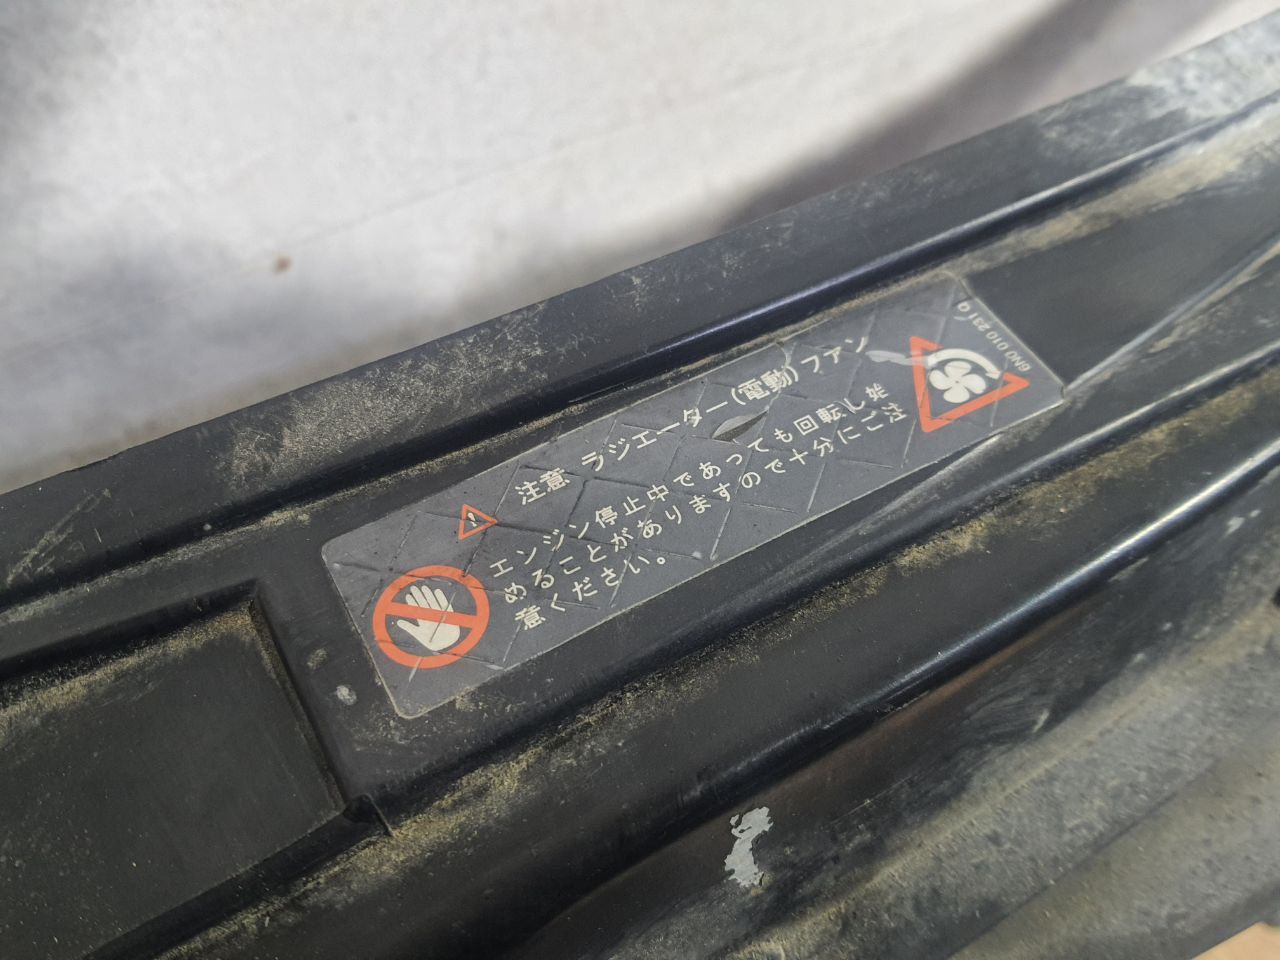 注意 ラジエーター(電動)ファン
エンジン停止中であっても回転し始
めることがありますので十分にご注
意ください。
6N0 010 231 Q